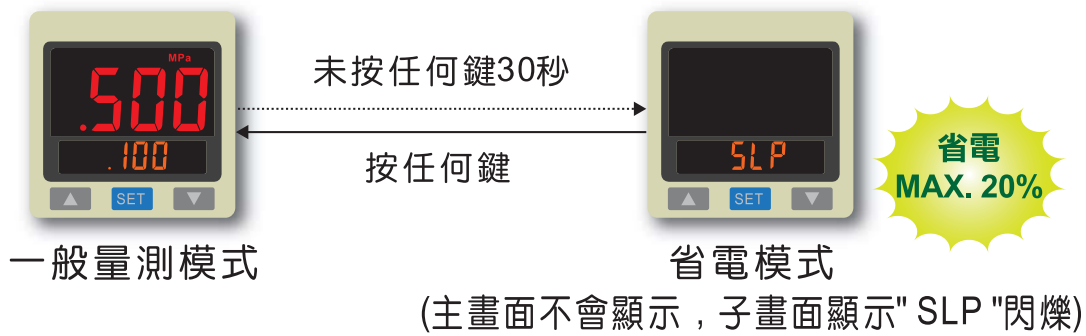 MPa
.500
.100
▲ SET ▼
未按任何鍵30秒
按任何鍵
SLP
▲ SET ▼
省電
MAX. 20%
一般量測模式
省電模式
(主畫面不會顯示，子畫面顯示" SLP "閃爍)